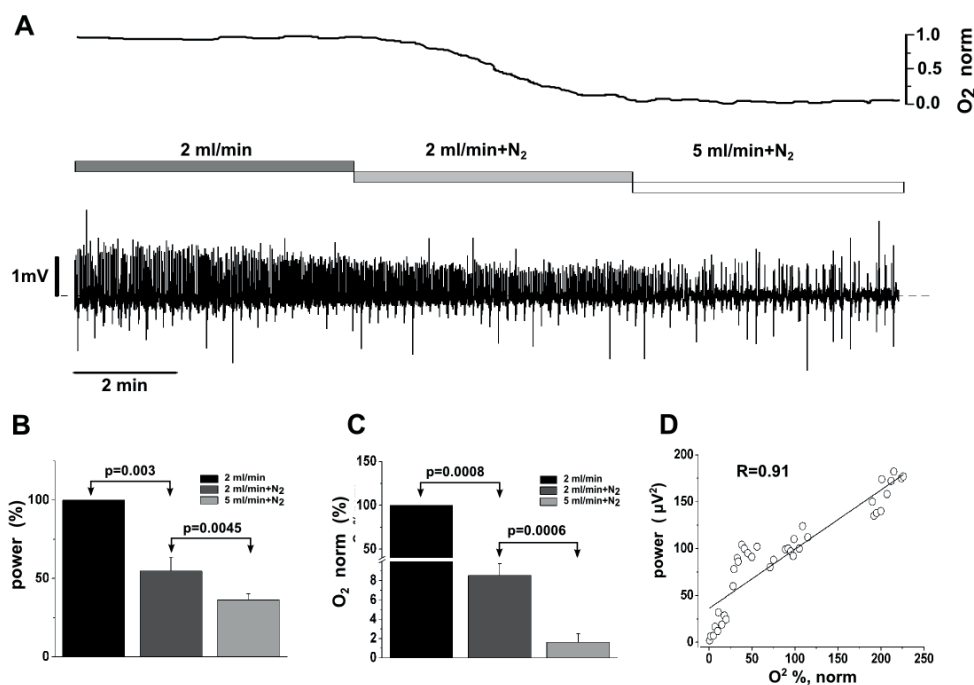 A
1.0
0.5
0.0
O2 norm
2 ml/min
2 ml/min+N2
5 ml/min+N2
1mV
2 min
B
p=0.003
2 ml/min
2 ml/min+N2
5 ml/min+N2
p=0.0045
100
50
0
power (%)
C
150
125
100
75
50
8
6
4
2
0
O2 norm (%)
p=0.0008
2 ml/min
2 ml/min+N2
5 ml/min+N2
p=0.0006
D
R=0.91
200
150
100
50
0
power ( µV2)
0 50 100 150 200 250
O2 %, norm